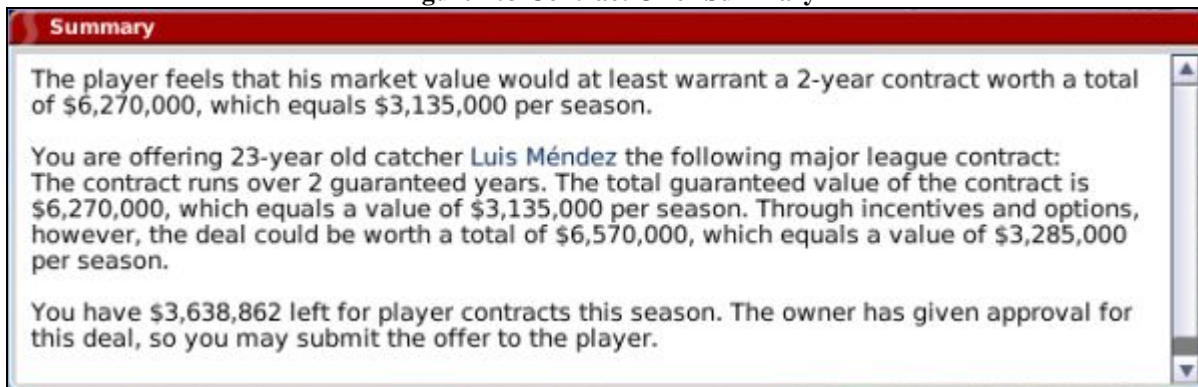 Summary
The player feels that his market value would at least warrant a 2-year contract worth a total
of $6,270,000, which equals $3,135,000 per season.
You are offering 23-year old catcher Luis Méndez the following major league contract:
The contract runs over 2 guaranteed years. The total guaranteed value of the contract is
$6,270,000, which equals a value of $3,135,000 per season. Through incentives and options,
however, the deal could be worth a total of $6,570,000, which equals a value of $3,285,000
per season.
You have $3,638,862 left for player contracts this season. The owner has given approval for
this deal, so you may submit the offer to the player.